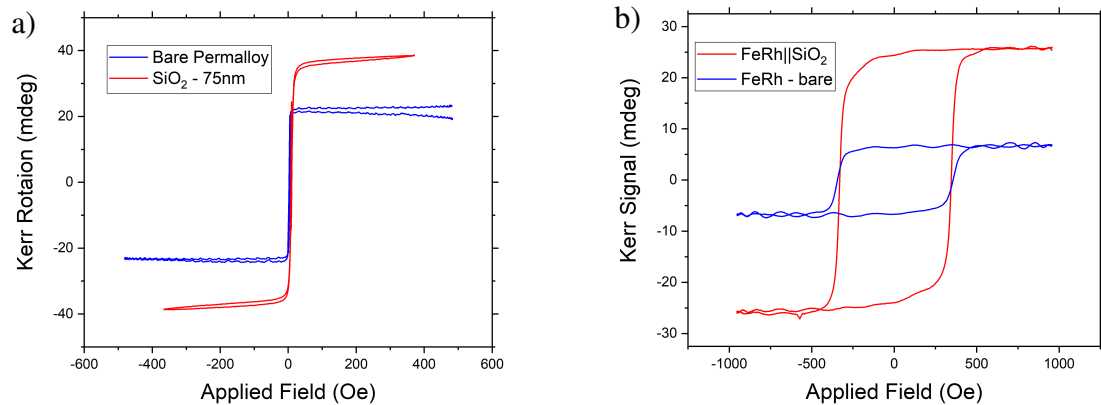 a)
Bare Permalloy
SiO₂ - 75nm
Kerr Rotaion (mdeg)
40
20
0
-20
-40
-600
-400
-200
0
200
400
600
Applied Field (Oe)
b)
FeRh||SiO₂
FeRh - bare
Kerr Signal (mdeg)
30
20
10
0
-10
-20
-30
-1000
-500
0
500
1000
Applied Field (Oe)